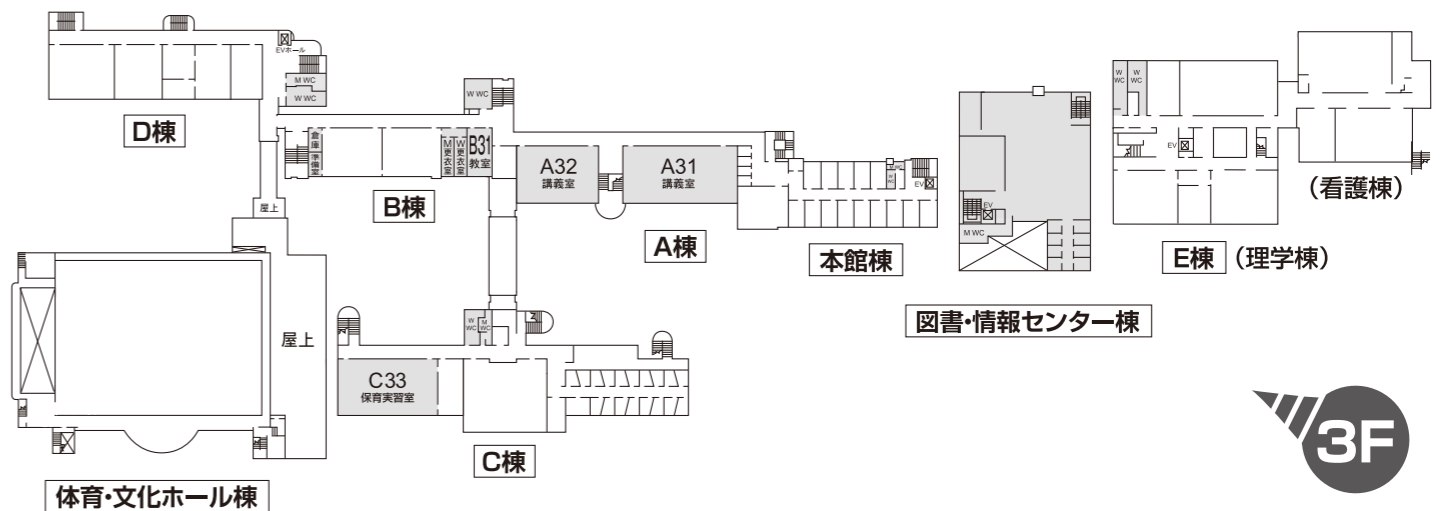 EVホール
M WC
W WC
D棟
W WC
倉庫
準備室
M更衣室
W更衣室
B31
教室
B棟
A32
講義室
A31
講義室
A棟
M WC
W WC
EV
本館棟
EV
M WC
図書・情報センター棟
W WC
W WC
EV
E棟
(理学棟)
(看護棟)
屋上
屋上
体育・文化ホール棟
W WC
M WC
C33
保育実習室
C棟
3F